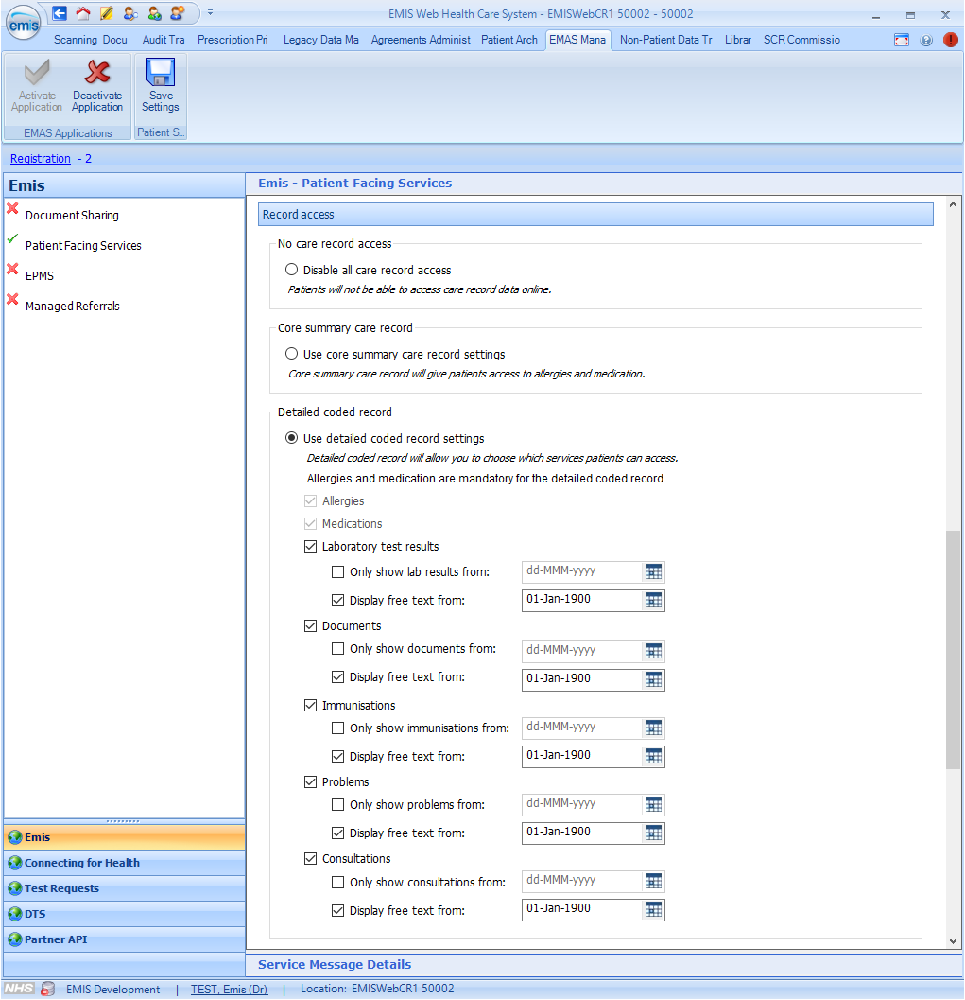 emis
EMIS Web Health Care System - EMISWebCR1 50002 - 50002
Scanning Docu Audit Tra Prescription Pri Legacy Data Ma Agreements Administ Patient Arch EMAS Mana Non-Patient Data Tr Librar SCR Commissio
Activate Application
Deactivate Application
Save Settings
EMAS Applications
Patient S...
Registration - 2
Emis
Document Sharing
Patient Facing Services
EPMS
Managed Referrals
Emis - Patient Facing Services
Record access
No care record access
Disable all care record access
Patients will not be able to access care record data online.
Core summary care record
Use core summary care record settings
Core summary care record will give patients access to allergies and medication.
Detailed coded record
Use detailed coded record settings
Detailed coded record will allow you to choose which services patients can access.
Allergies and medication are mandatory for the detailed coded record
Allergies
Medications
Laboratory test results
Only show lab results from: dd-MMM-yyyy
Display free text from: 01-Jan-1900
Documents
Only show documents from: dd-MMM-yyyy
Display free text from: 01-Jan-1900
Immunisations
Only show immunisations from: dd-MMM-yyyy
Display free text from: 01-Jan-1900
Problems
Only show problems from: dd-MMM-yyyy
Display free text from: 01-Jan-1900
Consultations
Only show consultations from: dd-MMM-yyyy
Display free text from: 01-Jan-1900
Emis
Connecting for Health
Test Requests
DTS
Partner API
Service Message Details
NHS EMIS Development | TEST, Emis (Dr) | Location: EMISWebCR1 50002